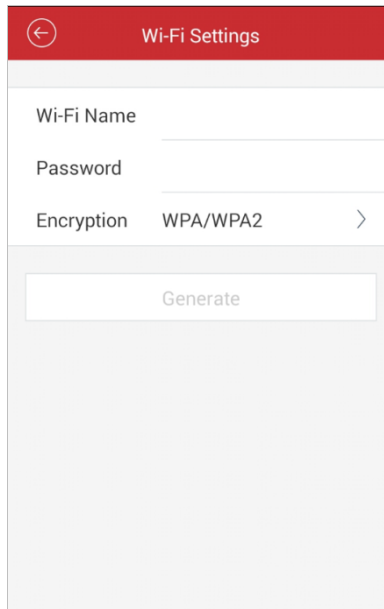 Wi-Fi Settings
Wi-Fi Name
Password
Encryption WPA/WPA2
Generate